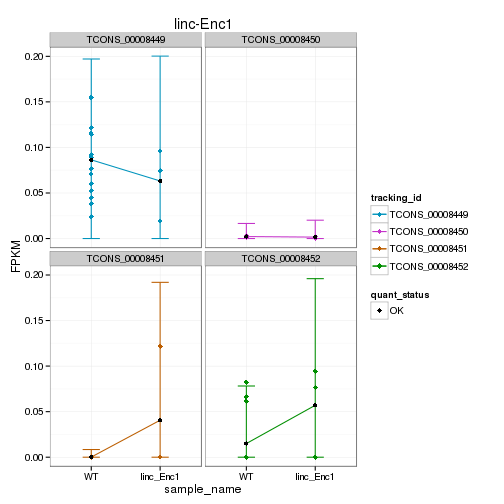 linc-Enc1
TCONS_00008449
TCONS_00008450
0.20
0.15
0.10
0.05
0.00
FPKM
TCONS_00008451
TCONS_00008452
0.20
0.15
0.10
0.05
0.00
WT
linc_Enc1
WT
linc_Enc1
sample_name
tracking_id
TCONS_00008449
TCONS_00008450
TCONS_00008451
TCONS_00008452
quant_status
OK